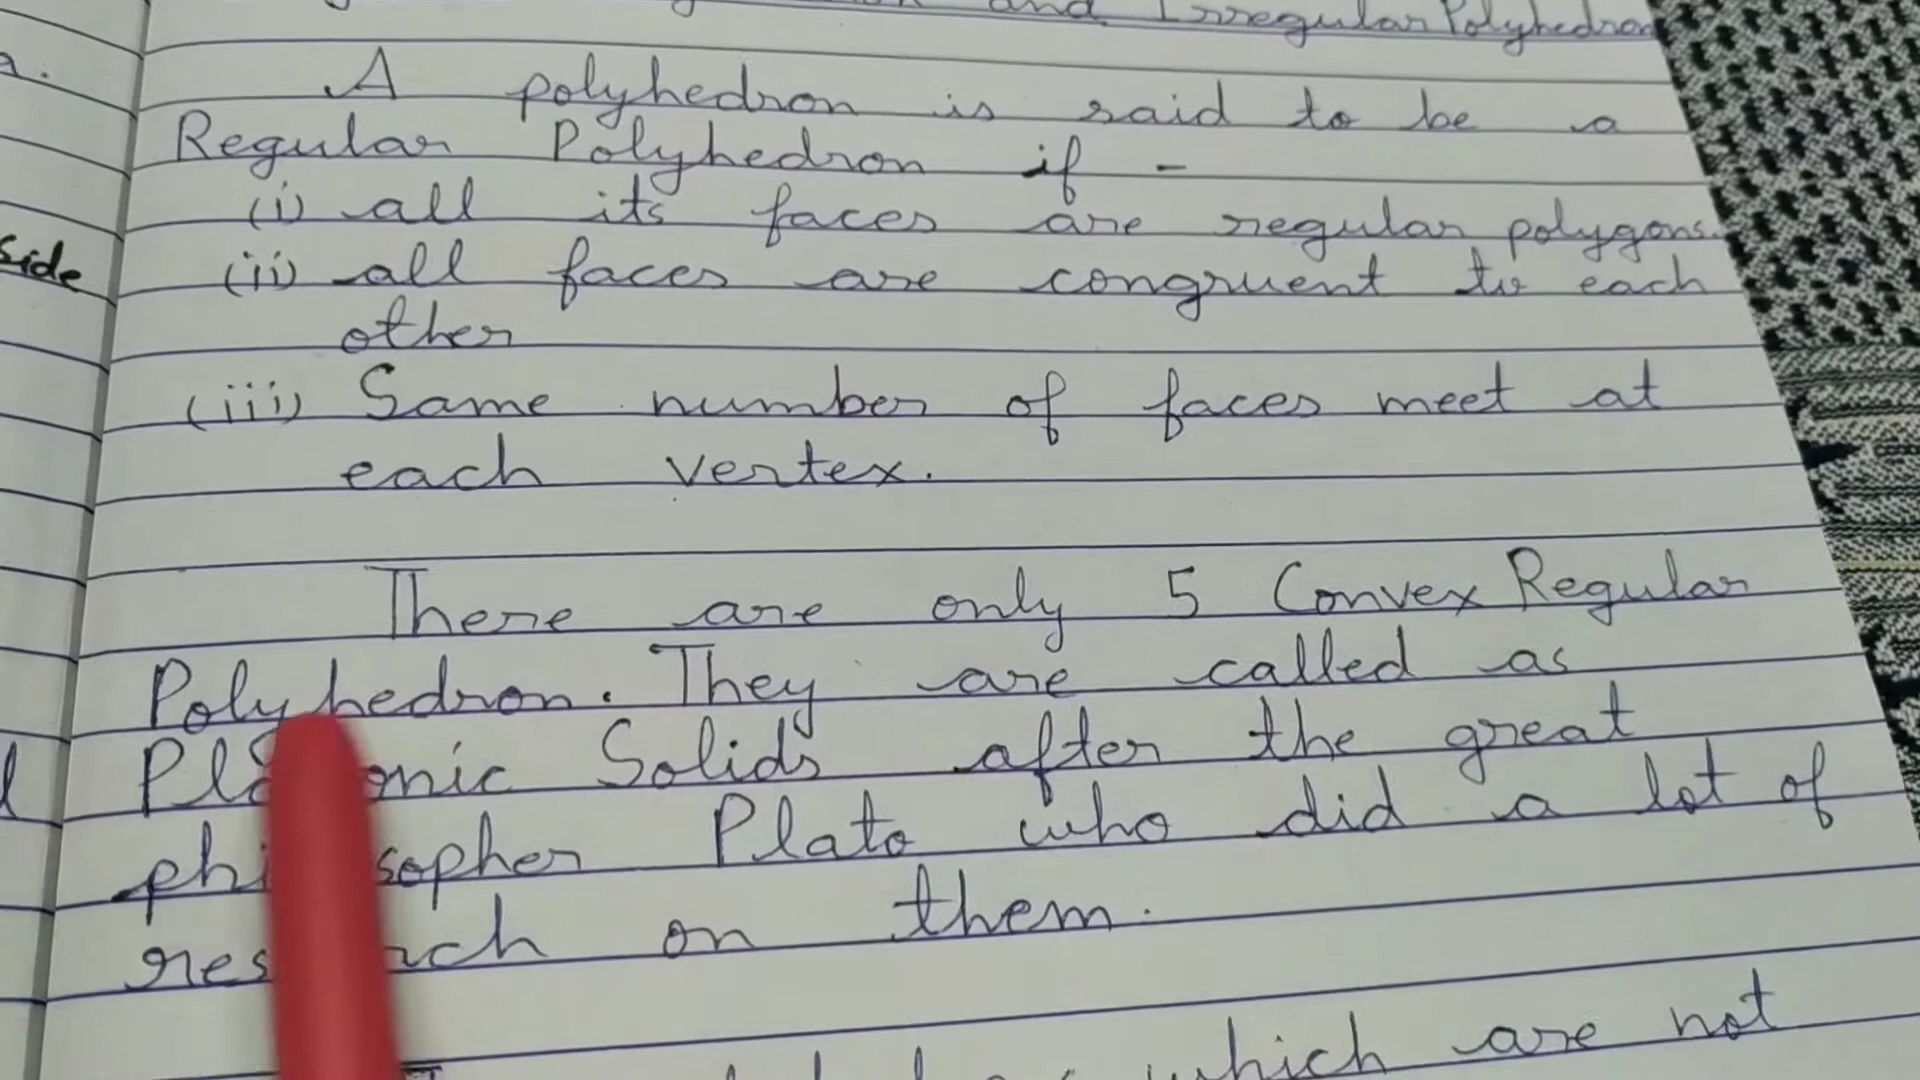 and Irregular Polyhedron
A polyhedron is said to be a
Regular Polyhedron if -
(i) all its faces are regular polygons.
side
(ii) all faces are congruent to each
other
(iii) Same number of faces meet at
each vertex.
There are only 5 Convex Regular
Polyhedron. They are called as
Solids after the great
Plato who did a lot of
on them.
which are not